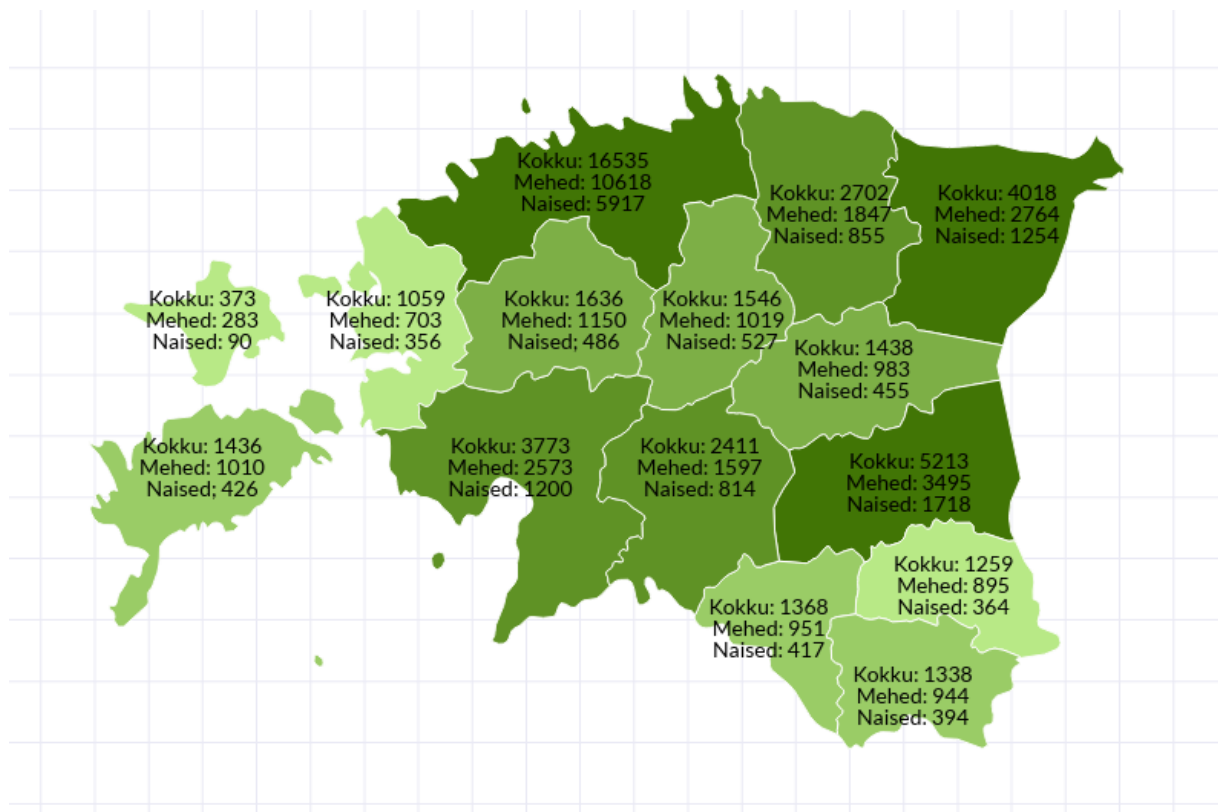 Kokku: 16535
Mehed: 10618
Naised: 5917
Kokku: 2702
Mehed: 1847
Naised: 855
Kokku: 4018
Mehed: 2764
Naised: 1254
Kokku: 373
Mehed: 283
Naised: 90
Kokku: 1059
Mehed: 703
Naised: 356
Kokku: 1636
Mehed: 1150
Naised; 486
Kokku: 1546
Mehed: 1019
Naised: 527
Kokku: 1438
Mehed: 983
Naised: 455
Kokku: 1436
Mehed: 1010
Naised; 426
Kokku: 3773
Mehed: 2573
Naised: 1200
Kokku: 2411
Mehed: 1597
Naised: 814
Kokku: 5213
Mehed: 3495
Naised: 1718
Kokku: 1259
Mehed: 895
Naised: 364
Kokku: 1368
Mehed: 951
Naised: 417
Kokku: 1338
Mehed: 944
Naised: 394